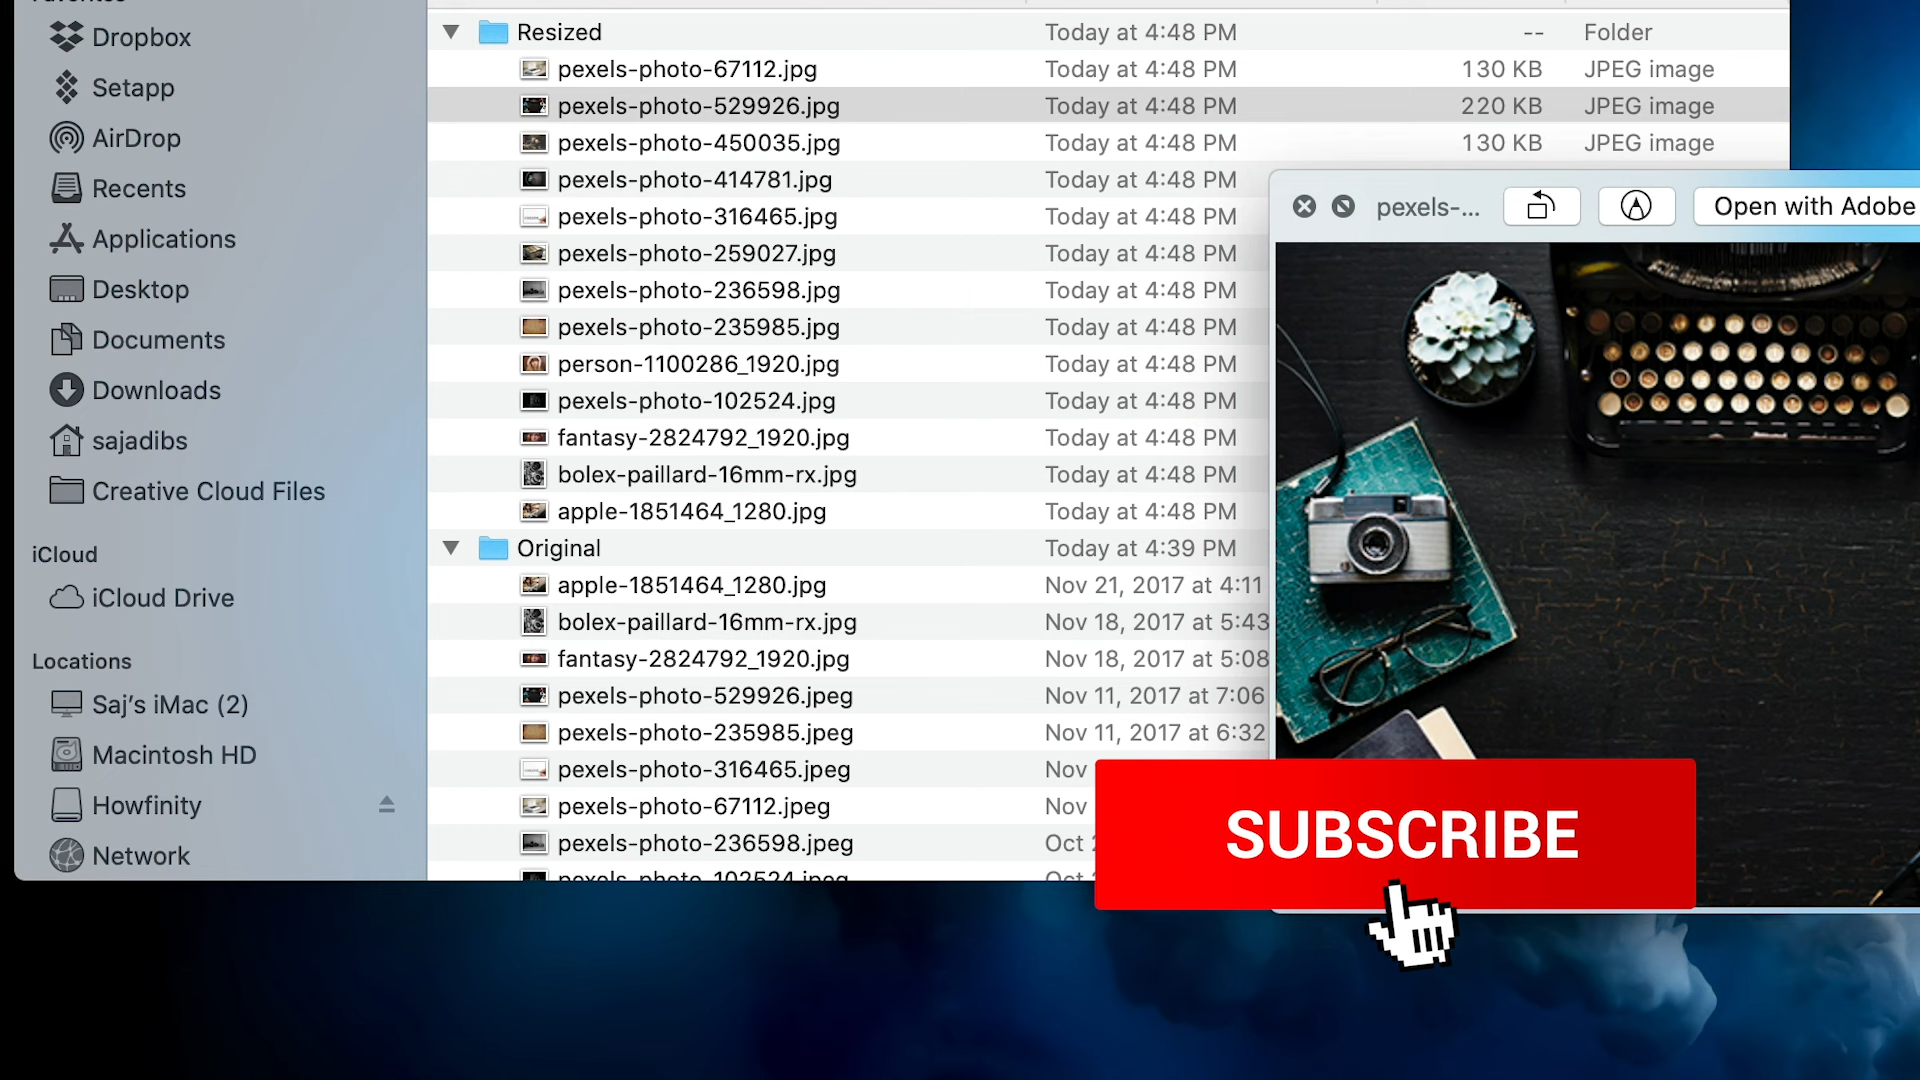 Dropbox
Setapp
AirDrop
Recents
Applications
Desktop
Documents
Downloads
sajadibs
Creative Cloud Files
iCloud
iCloud Drive
Locations
Saj's iMac (2)
Macintosh HD
Howfinity
Network
Resized Today at 4:48 PM -- Folder
pexels-photo-67112.jpg Today at 4:48 PM 130 KB JPEG image
pexels-photo-529926.jpg Today at 4:48 PM 220 KB JPEG image
pexels-photo-450035.jpg Today at 4:48 PM 130 KB JPEG image
pexels-photo-414781.jpg Today at 4:48 PM
pexels-photo-316465.jpg Today at 4:48 PM
pexels-photo-259027.jpg Today at 4:48 PM
pexels-photo-236598.jpg Today at 4:48 PM
pexels-photo-235985.jpg Today at 4:48 PM
person-1100286_1920.jpg Today at 4:48 PM
pexels-photo-102524.jpg Today at 4:48 PM
fantasy-2824792_1920.jpg Today at 4:48 PM
bolex-paillard-16mm-rx.jpg Today at 4:48 PM
apple-1851464_1280.jpg Today at 4:48 PM
Original Today at 4:39 PM
apple-1851464_1280.jpg Nov 21, 2017 at 4:11
bolex-paillard-16mm-rx.jpg Nov 18, 2017 at 5:43
fantasy-2824792_1920.jpg Nov 18, 2017 at 5:08
pexels-photo-529926.jpeg Nov 11, 2017 at 7:06
pexels-photo-235985.jpeg Nov 11, 2017 at 6:32
pexels-photo-316465.jpeg Nov
pexels-photo-67112.jpeg Nov
pexels-photo-236598.jpeg Oct
pexels-photo-102524.jpeg Oct
pexels-... Open with Adobe
SUBSCRIBE